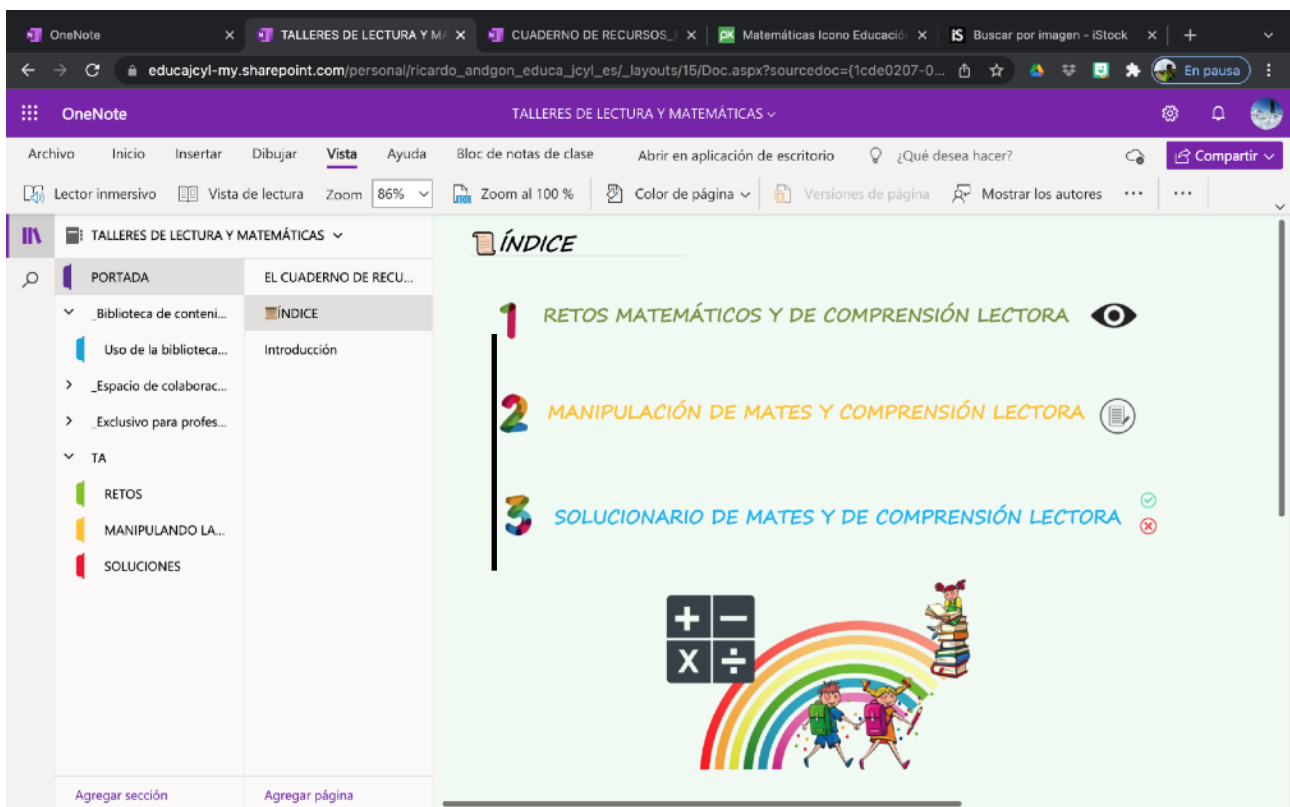 OneNote
TALLERES DE LECTURA Y MA
CUADERNO DE RECURSOS_
Matemáticas Icono Educació
iS Buscar por imagen - iStock
educajcyl-my.sharepoint.com/personal/ricardo_andgon_educa_jcyl_es/_layouts/15/Doc.aspx?sourcedoc={1cde0207-0...
En pausa
OneNote
TALLERES DE LECTURA Y MATEMÁTICAS
Archivo Inicio Insertar Dibujar Vista Ayuda Bloc de notas de clase Abrir en aplicación de escritorio ¿Qué desea hacer? Compartir
Lector inmersivo Vista de lectura Zoom 86% Zoom al 100 % Color de página Versiones de página Mostrar los autores ... ...
TALLERES DE LECTURA Y MATEMÁTICAS
PORTADA
_Biblioteca de conteni...
Uso de la biblioteca...
_Espacio de colaborac...
_Exclusivo para profes...
TA
RETOS
MANIPULANDO LA...
SOLUCIONES
Agregar sección
EL CUADERNO DE RECU...
ÍNDICE
Introducción
Agregar página
ÍNDICE
1 RETOS MATEMÁTICOS Y DE COMPRENSIÓN LECTORA
2 MANIPULACIÓN DE MATES Y COMPRENSIÓN LECTORA
3 SOLUCIONARIO DE MATES Y DE COMPRENSIÓN LECTORA
+ −
X ÷